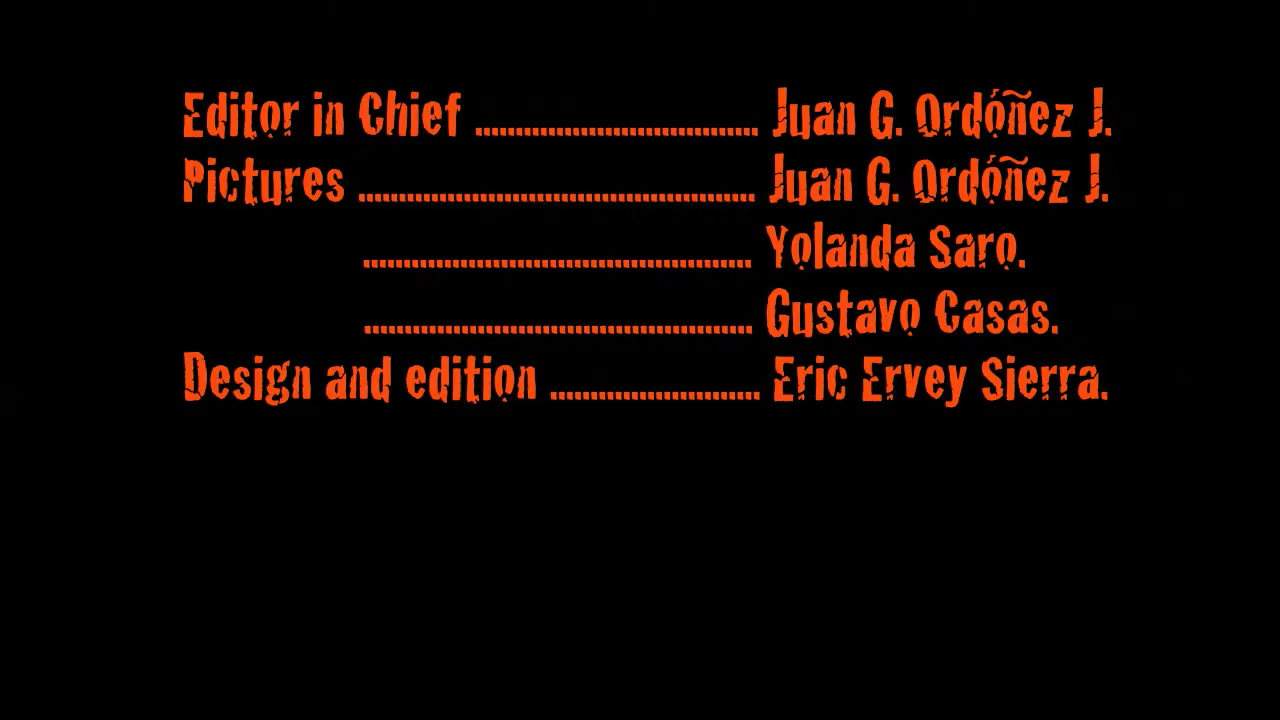 Editor in Chief ................................... Juan G. Ordóñez J.
Pictures ................................................. Juan G. Ordóñez J.
................................................ Yolanda Saro.
................................................ Gustavo Casas.
Design and edition .......................... Eric Ervey Sierra.